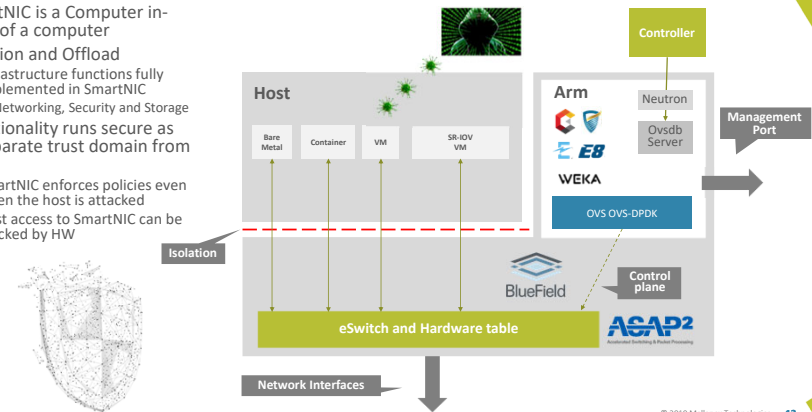 tNIC is a Computer in-
of a computer
ion and Offload
rastructure functions fully
plemented in SmartNIC
Networking, Security and Storage
ionality runs secure as
parate trust domain from
artNIC enforces policies even
en the host is attacked
st access to SmartNIC can be
cked by HW
Controller
Host
Arm
Neutron
Ovsdb
Server
Management
Port
Bare
Metal
Container
VM
SR-IOV
VM
E8
WEKA
OVS OVS-DPDK
Isolation
BlueField
Control
plane
eSwitch and Hardware table
ASAP2
Accelerated Switching & Packet Processing
Network Interfaces